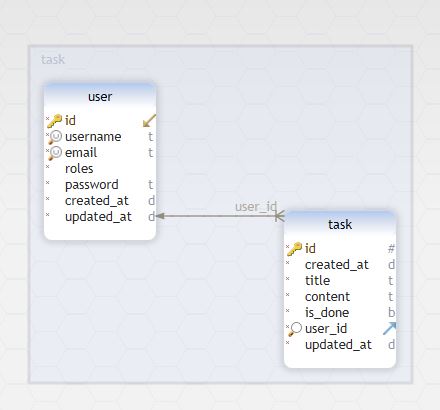 task
user
id
username t
email t
roles
password t
created_at d
updated_at d
user_id
task
id #
created_at d
title t
content t
is_done b
user_id
updated_at d